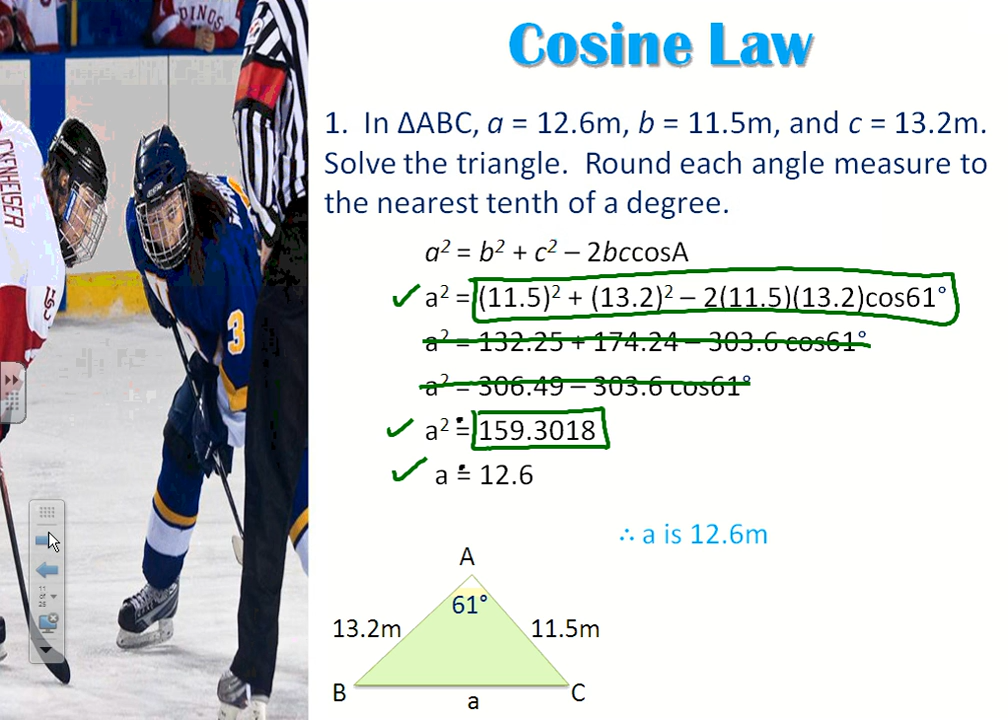 DINOS
CKENHEISER
UC
3
Cosine Law
1. In ΔABC, a = 12.6m, b = 11.5m, and c = 13.2m.
Solve the triangle. Round each angle measure to
the nearest tenth of a degree.
a² = b² + c² – 2bccosA
✓ a² = (11.5)² + (13.2)² – 2(11.5)(13.2)cos61°
a² = 132.25 + 174.24 – 303.6 cos61°
a² = 306.49 – 303.6 cos61°
✓ a² ≐ 159.3018
✓ a ≐ 12.6
∴ a is 12.6m
A
61°
13.2m 11.5m
B C
a